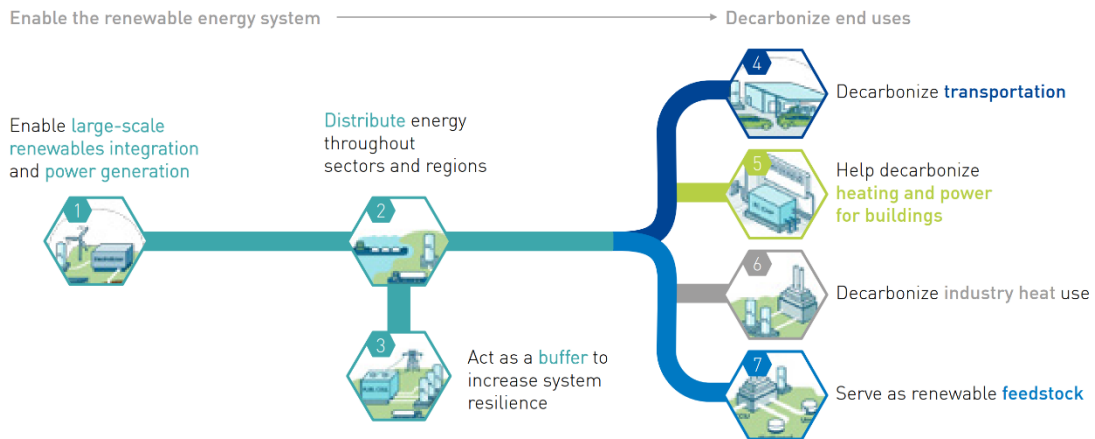 Enable the renewable energy system
Decarbonize end uses
1
Enable large-scale
renewables integration
and power generation
2
Distribute energy
throughout
sectors and regions
3
Act as a buffer to
increase system
resilience
4
Decarbonize transportation
5
Help decarbonize
heating and power
for buildings
6
Decarbonize industry heat use
7
Serve as renewable feedstock